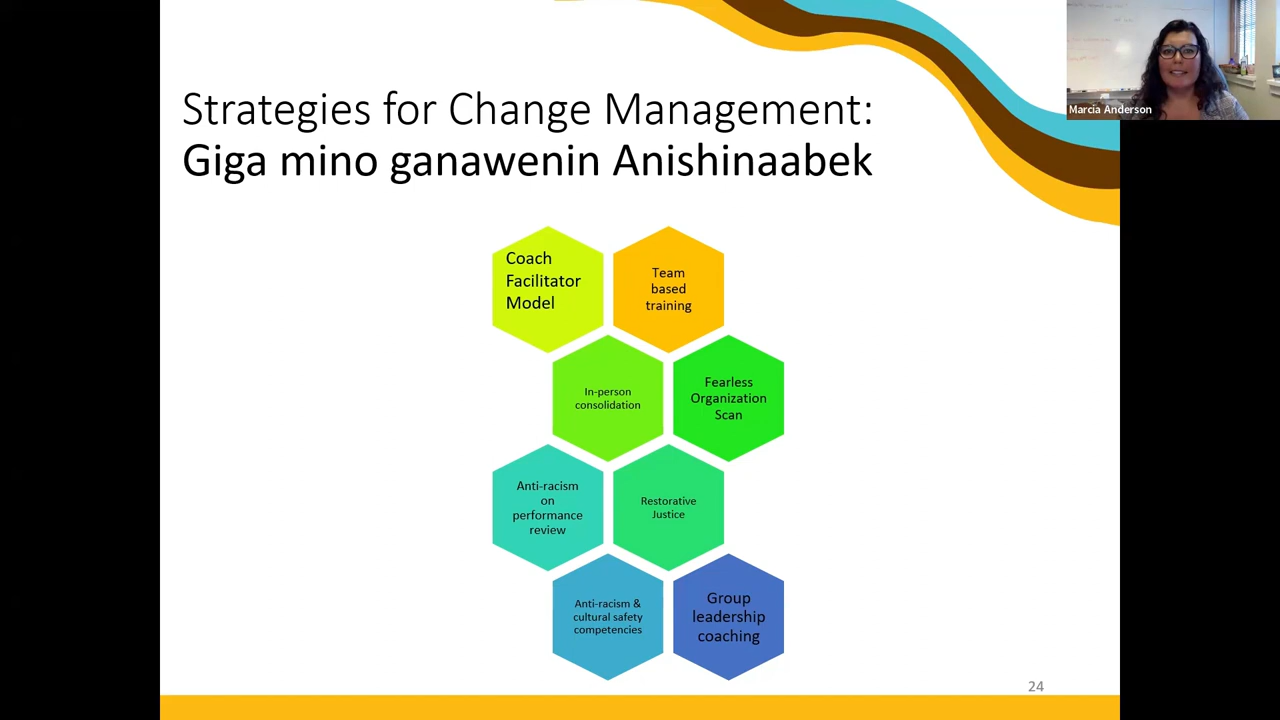 Marcia Anderson
Strategies for Change Management:
Giga mino ganawenin Anishinaabek
Coach
Facilitator
Model
Team
based
training
In-person
consolidation
Fearless
Organization
Scan
Anti-racism
on
performance
review
Restorative
Justice
Anti-racism &
cultural safety
competencies
Group
leadership
coaching
24